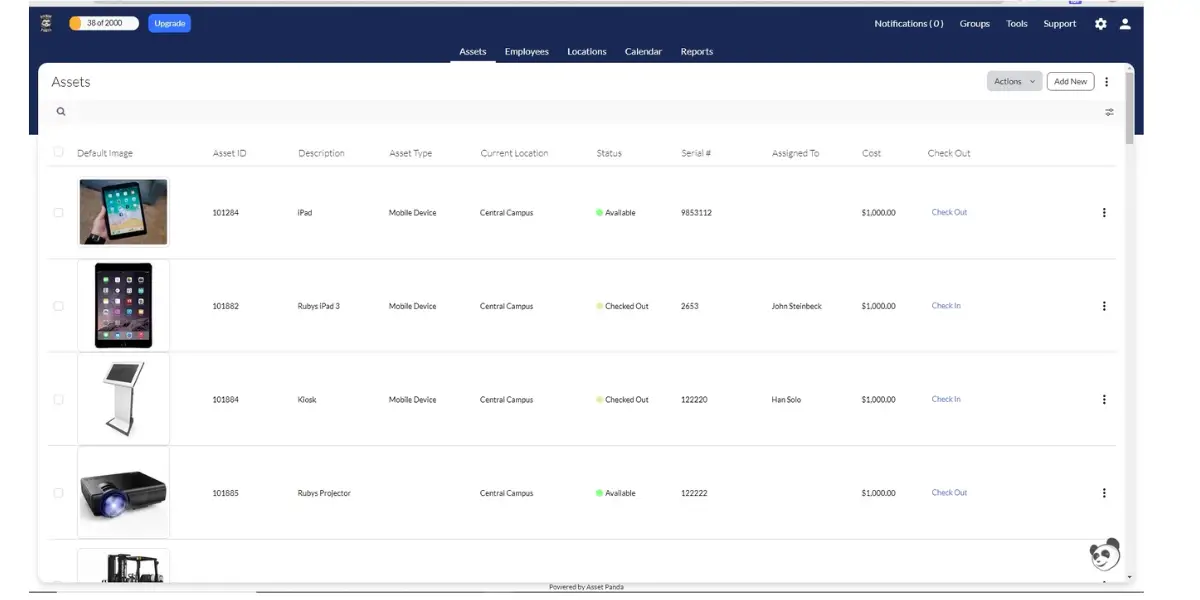 38 of 2000
Upgrade
Notifications ( 0 )
Groups
Tools
Support
Assets
Employees
Locations
Calendar
Reports
Assets
Actions
Add New
Default Image Asset ID Description Asset Type Current Location Status Serial # Assigned To Cost Check Out
101284 iPad Mobile Device Central Campus Available 9853112 $1,000.00 Check Out
101882 Rubys iPad 3 Mobile Device Central Campus Checked Out 2653 John Steinbeck $1,000.00 Check In
101884 Kiosk Mobile Device Central Campus Checked Out 122220 Han Solo $1,000.00 Check In
101885 Rubys Projector Central Campus Available 122222 $1,000.00 Check Out
Powered by Asset Panda